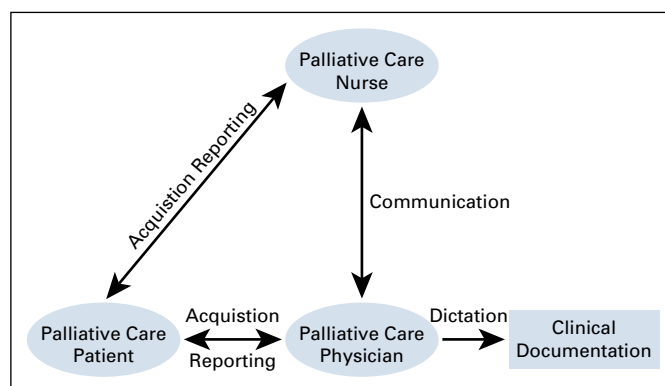 Palliative Care
Nurse
Acquistion Reporting
Communication
Acquistion
Reporting
Dictation
Palliative Care
Patient
Palliative Care
Physician
Clinical
Documentation